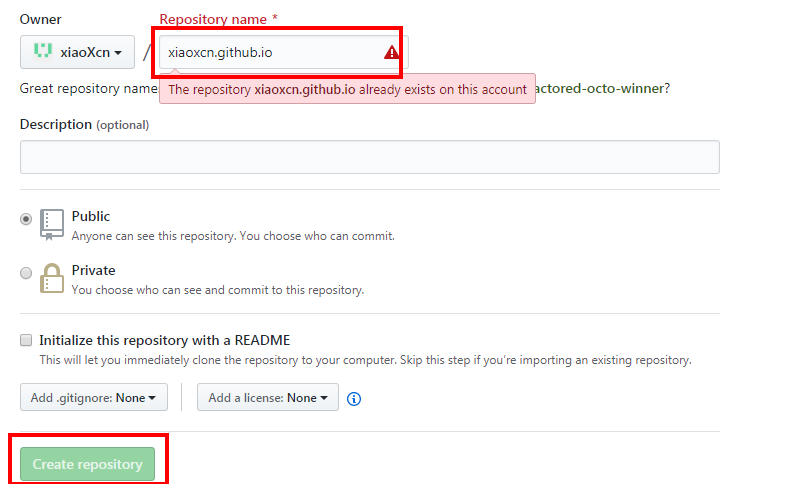 Owner
Repository name *
xiaoXcn
/
xiaoxcn.github.io
Great repository name
actored-octo-winner?
The repository xiaoxcn.github.io already exists on this account
Description (optional)
Public
Anyone can see this repository. You choose who can commit.
Private
You choose who can see and commit to this repository.
Initialize this repository with a README
This will let you immediately clone the repository to your computer. Skip this step if you’re importing an existing repository.
Add .gitignore: None
Add a license: None
Create repository